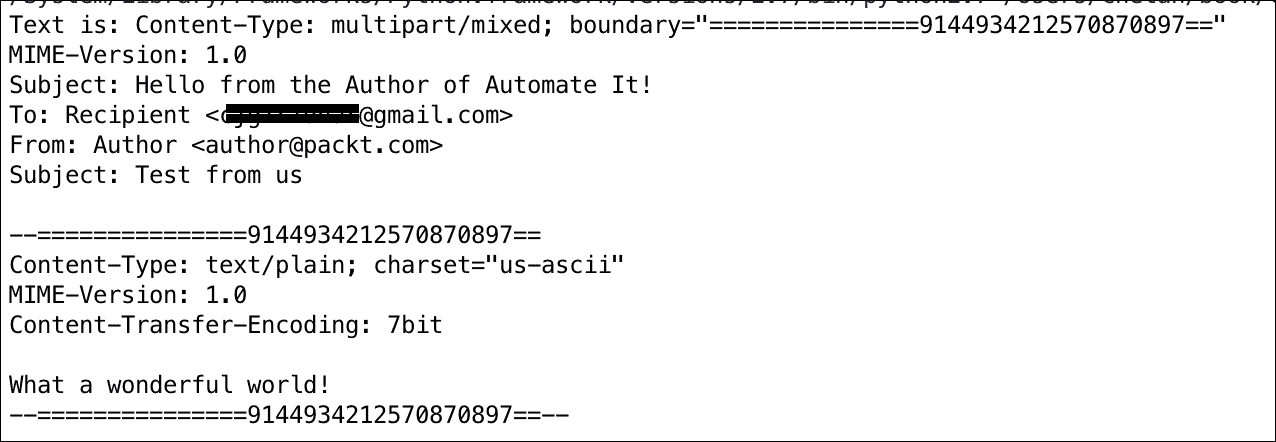 Text is: Content-Type: multipart/mixed; boundary="===============9144934212570870897=="
MIME-Version: 1.0
Subject: Hello from the Author of Automate It!
To: Recipient <@gmail.com>
From: Author <author@packt.com>
Subject: Test from us
--===============9144934212570870897==
Content-Type: text/plain; charset="us-ascii"
MIME-Version: 1.0
Content-Transfer-Encoding: 7bit
What a wonderful world!
--===============9144934212570870897==--